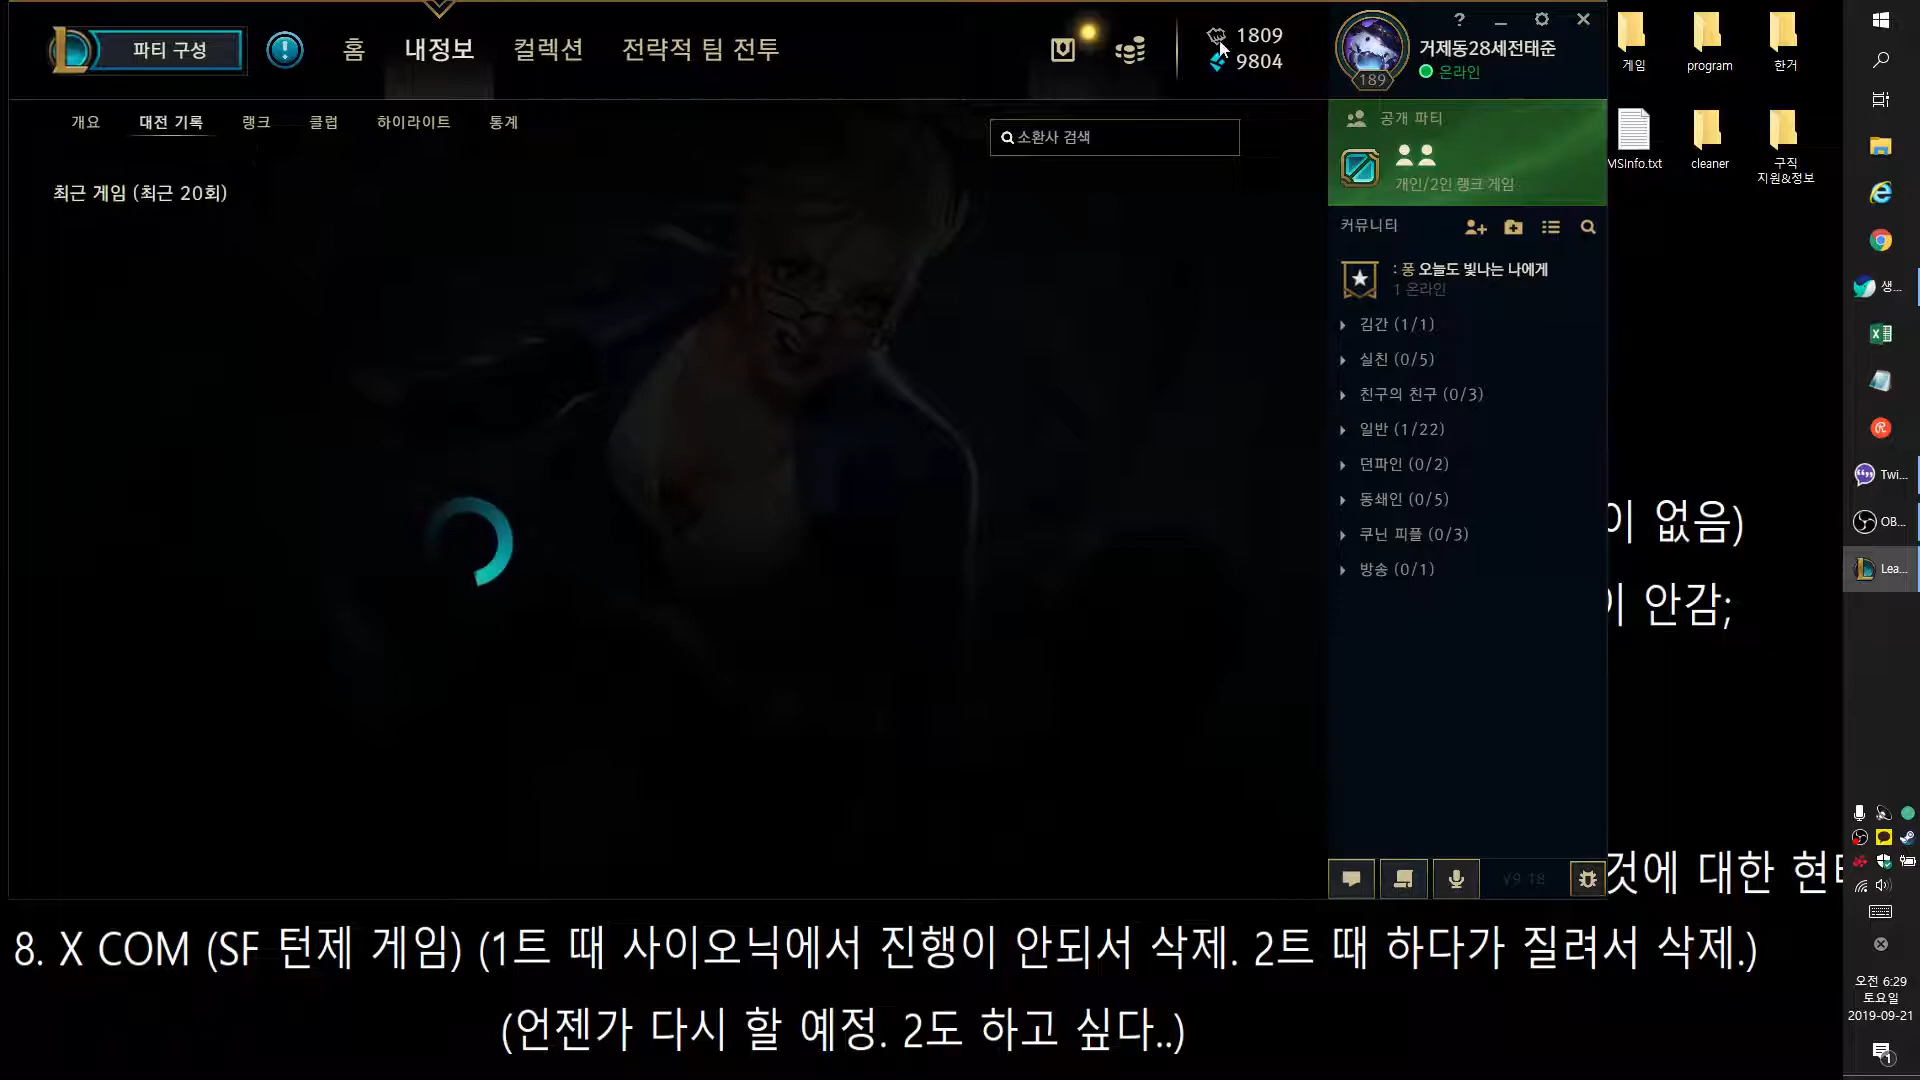 파티 구성
홈
내정보
컬렉션
전략적 팀 전투
1809
9804
189
거제동28세전태준
온라인
개요
대전 기록
랭크
클럽
하이라이트
통계
소환사 검색
최근 게임 (최근 20회)
공개 파티
개인/2인 랭크 게임
커뮤니티
: 퐁 오늘도 빛나는 나에게
1 온라인
김간 (1/1)
실친 (0/5)
친구의 친구 (0/3)
일반 (1/22)
던파인 (0/2)
동쇄인 (0/5)
쿠닌 피플 (0/3)
방송 (0/1)
V9.18
게임
program
한거
MSInfo.txt
cleaner
구직
지원&정보
이 없음)
이 안감;
것에 대한 현
8. X COM (SF 턴제 게임) (1트 때 사이오닉에서 진행이 안되서 삭제. 2트 때 하다가 질려서 삭제.)
(언젠가 다시 할 예정. 2도 하고 싶다..)
생...
Twi...
OB...
Lea...
오전 6:29
토요일
2019-09-21
1